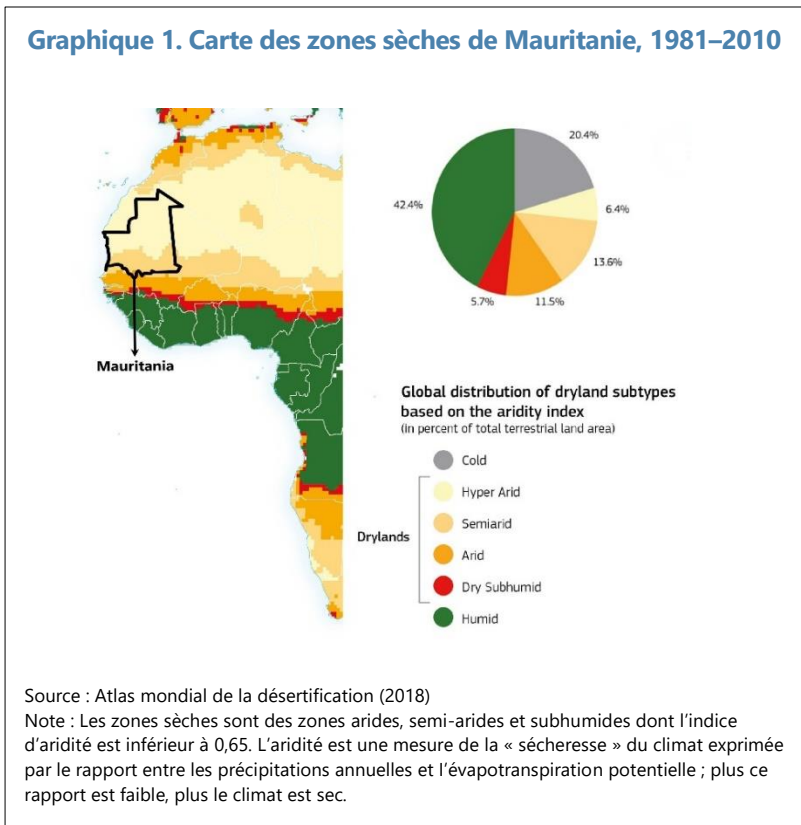 Graphique 1. Carte des zones sèches de Mauritanie, 1981–2010
20.4%
42.4%
6.4%
13.6%
5.7%
11.5%
Mauritania
Global distribution of dryland subtypes
based on the aridity index
(in percent of total terrestrial land area)
Cold
Hyper Arid
Semiarid
Drylands
Arid
Dry Subhumid
Humid
Source : Atlas mondial de la désertification (2018)
Note : Les zones sèches sont des zones arides, semi-arides et subhumides dont l’indice
d’aridité est inférieur à 0,65. L’aridité est une mesure de la « sécheresse » du climat exprimée
par le rapport entre les précipitations annuelles et l’évapotranspiration potentielle ; plus ce
rapport est faible, plus le climat est sec.